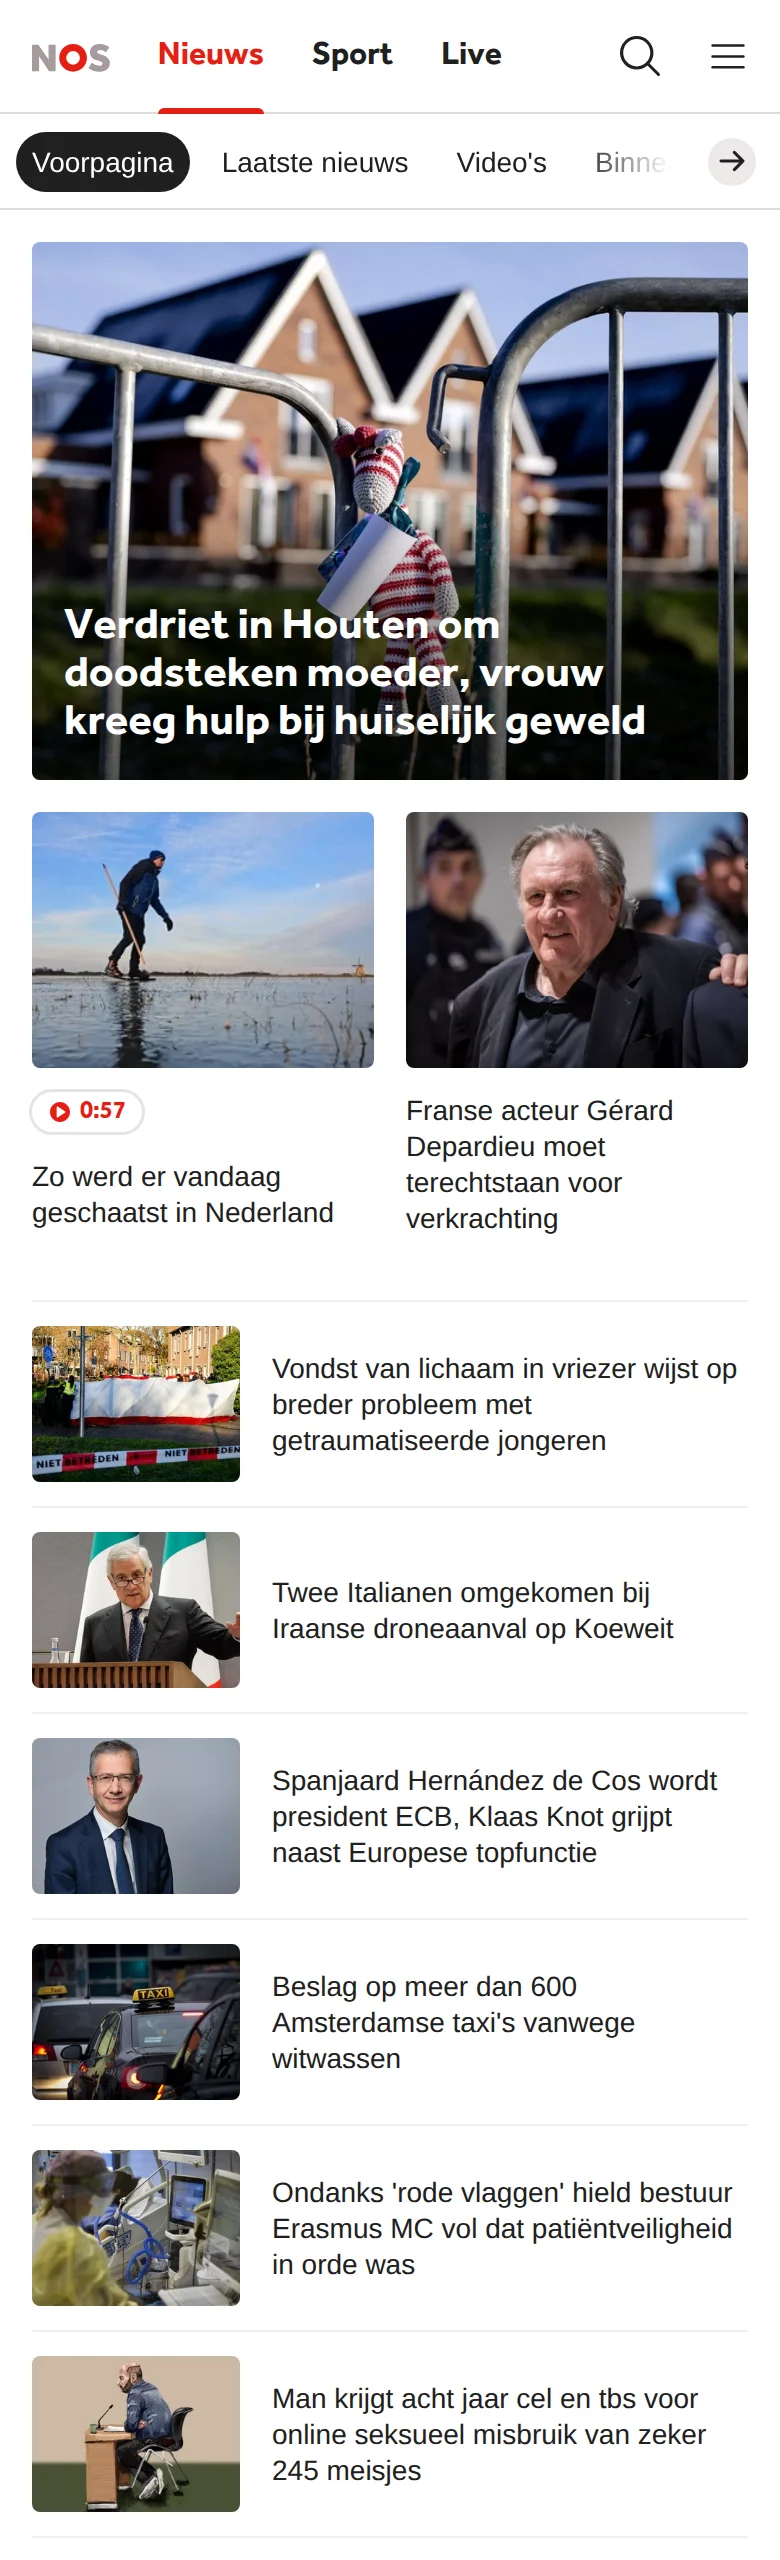 NOS Nieuws Sport Live
Voorpagina Laatste nieuws Video's Binne
Verdriet in Houten om
doodsteken moeder, vrouw
kreeg hulp bij huiselijk geweld
0:57
Zo werd er vandaag
geschaatst in Nederland
Franse acteur Gérard
Depardieu moet
terechtstaan voor
verkrachting
NIET BETREDEN NIET BETREDEN
Vondst van lichaam in vriezer wijst op
breder probleem met
getraumatiseerde jongeren
Twee Italianen omgekomen bij
Iraanse droneaanval op Koeweit
Spanjaard Hernández de Cos wordt
president ECB, Klaas Knot grijpt
naast Europese topfunctie
Taxi
TAXI
Beslag op meer dan 600
Amsterdamse taxi's vanwege
witwassen
Ondanks 'rode vlaggen' hield bestuur
Erasmus MC vol dat patiëntveiligheid
in orde was
Man krijgt acht jaar cel en tbs voor
online seksueel misbruik van zeker
245 meisjes